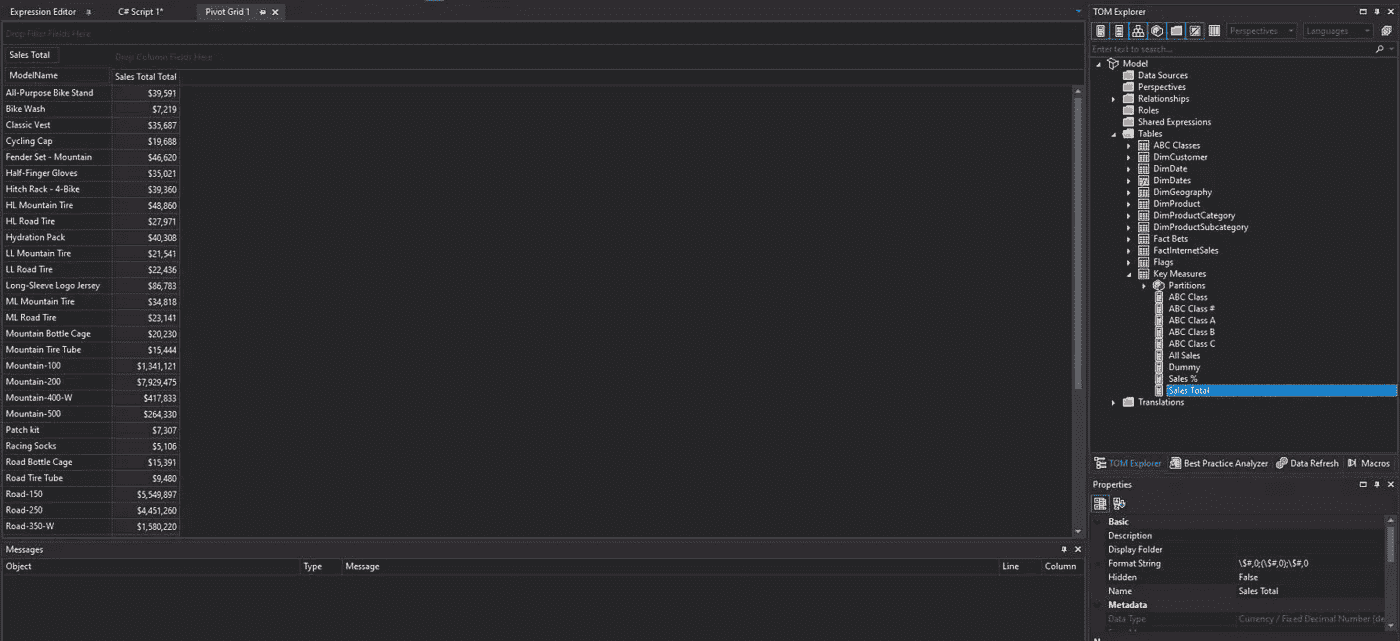 Expression Editor
C# Script 1*
Pivot Grid 1
Drop Filter Fields Here
Sales Total
Drop Column Fields Here
ModelName Sales Total Total
All-Purpose Bike Stand $39,591
Bike Wash $7,219
Classic Vest $35,687
Cycling Cap $19,688
Fender Set - Mountain $46,620
Half-Finger Gloves $35,021
Hitch Rack - 4-Bike $39,360
HL Mountain Tire $48,860
HL Road Tire $27,971
Hydration Pack $40,308
LL Mountain Tire $21,541
LL Road Tire $22,436
Long-Sleeve Logo Jersey $86,783
ML Mountain Tire $34,818
ML Road Tire $23,141
Mountain Bottle Cage $20,230
Mountain Tire Tube $15,444
Mountain-100 $1,341,121
Mountain-200 $7,929,475
Mountain-400-W $417,833
Mountain-500 $264,330
Patch kit $7,307
Racing Socks $5,106
Road Bottle Cage $15,391
Road Tire Tube $9,480
Road-150 $5,549,897
Road-250 $4,451,260
Road-350-W $1,580,220
Messages
Object Type Message Line Column
TOM Explorer
Perspectives Languages
Enter text to search...
Model
Data Sources
Perspectives
Relationships
Roles
Shared Expressions
Tables
ABC Classes
DimCustomer
DimDate
DimDates
DimGeography
DimProduct
DimProductCategory
DimProductSubcategory
Fact Bets
FactInternetSales
Flags
Key Measures
Partitions
ABC Class
ABC Class #
ABC Class A
ABC Class B
ABC Class C
All Sales
Dummy
Sales %
Sales Total
Translations
TOM Explorer Best Practice Analyzer Data Refresh Macros
Properties
Basic
Description
Display Folder
Format String \$#,0;(\$#,0);\$#,0
Hidden False
Name Sales Total
Metadata
Data Type Currency / Fixed Decimal Number [de